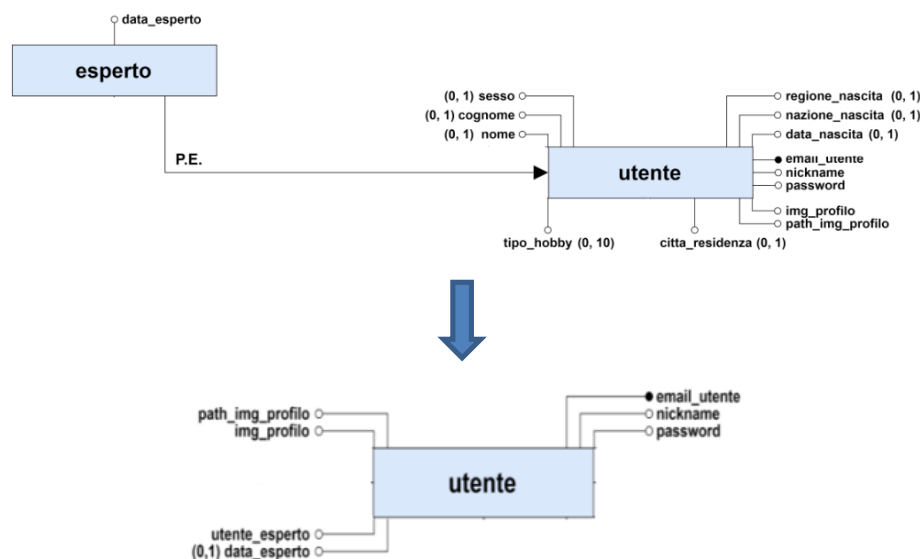 data_esperto
esperto
P.E.
(0, 1) sesso
(0, 1) cognome
(0, 1) nome
regione_nascita (0, 1)
nazione_nascita (0, 1)
data_nascita (0, 1)
email_utente
nickname
password
utente
img_profilo
path_img_profilo
tipo_hobby (0, 10)
citta_residenza (0, 1)
path_img_profilo
img_profilo
email_utente
nickname
password
utente
utente_esperto
(0,1) data_esperto